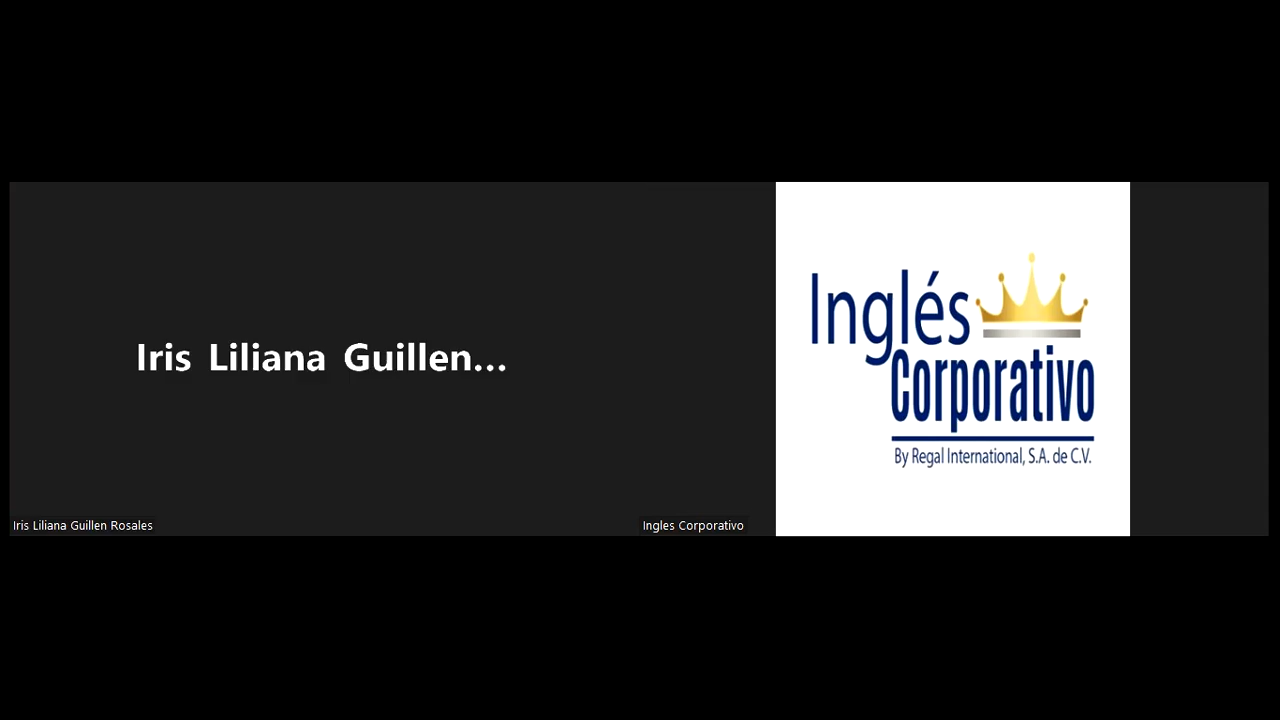 Iris Liliana Guillen...
Iris Liliana Guillen Rosales
Inglés
Corporativo
By Regal International, S.A. de C.V.
Ingles Corporativo